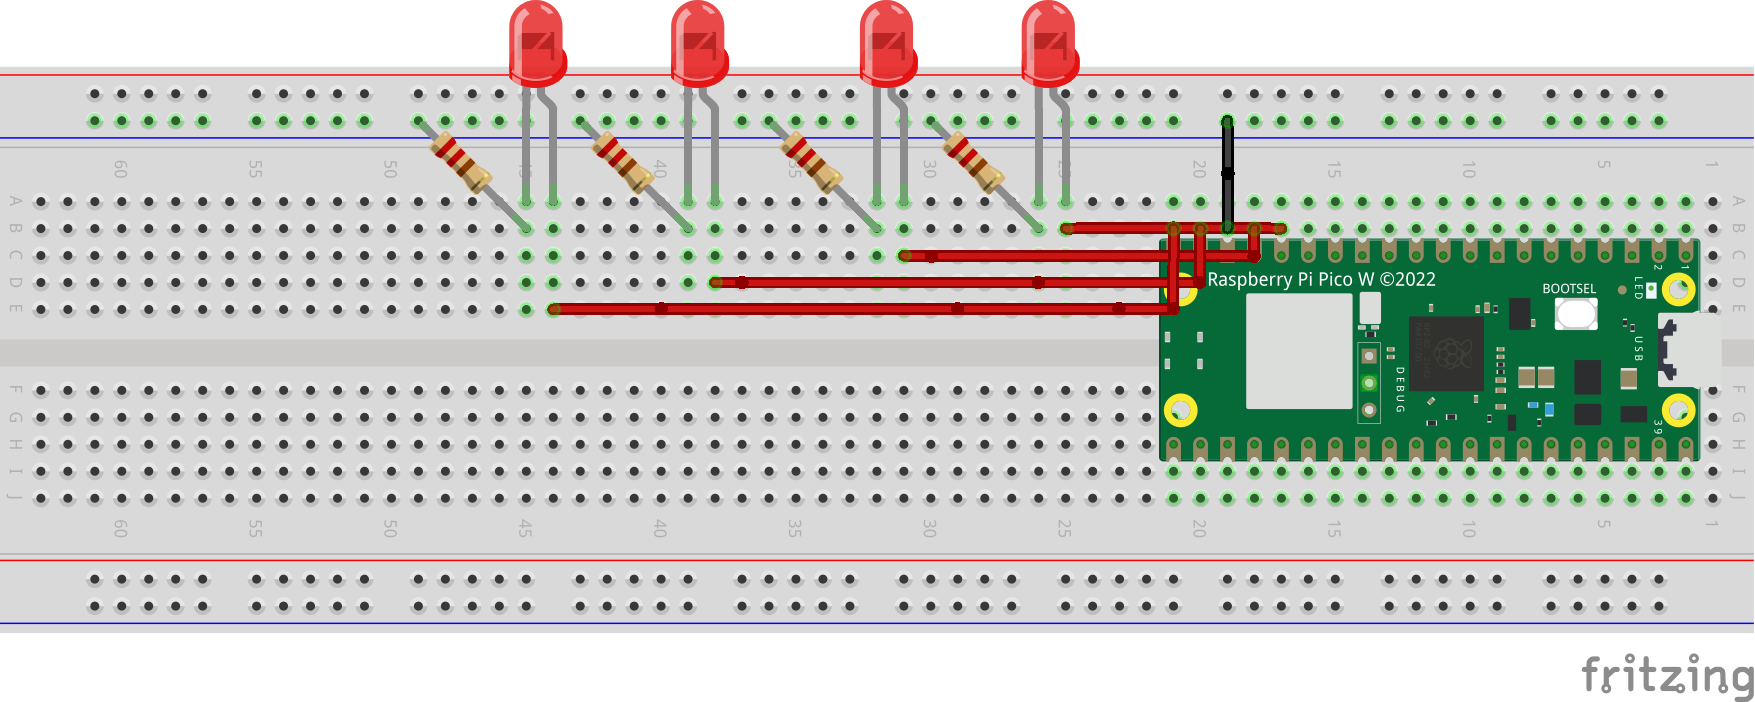 60 55 50 45 40 35 30 25 20 15 10 5 1
A A
B B
C C
D D
E E
Raspberry Pi Pico W ©2022
BOOTSEL
LED
2
1
USB
DEBUG
39
F F
G G
H H
I I
J J
60 55 50 45 40 35 30 25 20 15 10 5 1
fritzing